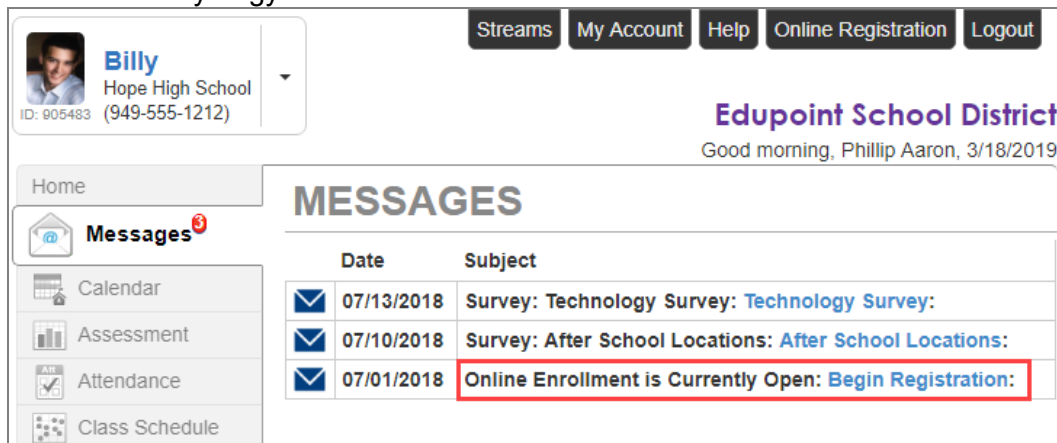 Streams My Account Help Online Registration Logout
Billy
Hope High School
ID: 905483 (949-555-1212)
Edupoint School District
Good morning, Phillip Aaron, 3/18/2019
Home
Messages 3
Calendar
Assessment
Attendance
Class Schedule
MESSAGES
Date Subject
07/13/2018 Survey: Technology Survey: Technology Survey:
07/10/2018 Survey: After School Locations: After School Locations:
07/01/2018 Online Enrollment is Currently Open: Begin Registration: